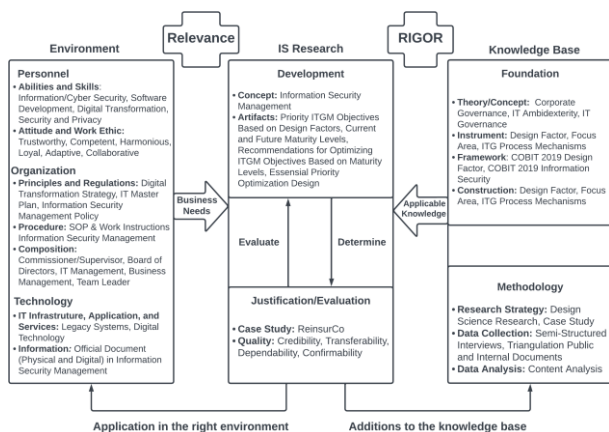 Relevance
RIGOR
Environment
IS Research
Knowledge Base
Personnel
• Abilities and Skills:
Information/Cyber Security, Software
Development, Digital Transformation,
Security and Privacy
• Attitude and Work Ethic:
Trustworthy, Competent, Harmonious,
Loyal, Adaptive, Collaborative
Organization
• Principles and Regulations: Digital
Transformation Strategy, IT Master
Plan, Information Security
Management Policy
• Procedure: SOP & Work Instructions
Information Security Management
• Composition:
Commissioner/Supervisor, Board of
Directors, IT Management, Business
Management, Team Leader
Technology
• IT Infrastruture, Application, and
Services: Legacy Systems, Digital
Technology
• Information: Official Document
(Physical and Digital) in Information
Security Management
Business
Needs
Development
• Concept: Information Security
Management
• Artifacts: Priority ITGM Objectives
Based on Design Factors, Current
and Future Maturity Levels,
Recommendations for Optimizing
ITGM Objectives Based on Maturity
Levels, Essensial Priority
Optimization Design
Evaluate
Determine
Justification/Evaluation
• Case Study: ReinsurCo
• Quality: Credibility, Transferability,
Dependability, Confirmability
Applicable
Knowledge
Foundation
• Theory/Concept: Corporate
Governance, IT Ambidexterity, IT
Governance
• Instrument: Design Factor, Focus
Area, ITG Process Mechanisms
• Framework: COBIT 2019 Design
Factor, COBIT 2019 Infrormation
Security
• Construction: Design Factor, Focus
Area, ITG Process Mechanisms
Methodology
• Research Strategy: Design
Science Research, Case Study
• Data Collection: Semi-Structured
Interviews, Triangulation Public
and Internal Documents
• Data Analysis: Content Analysis
Application in the right environment
Additions to the knowledge base